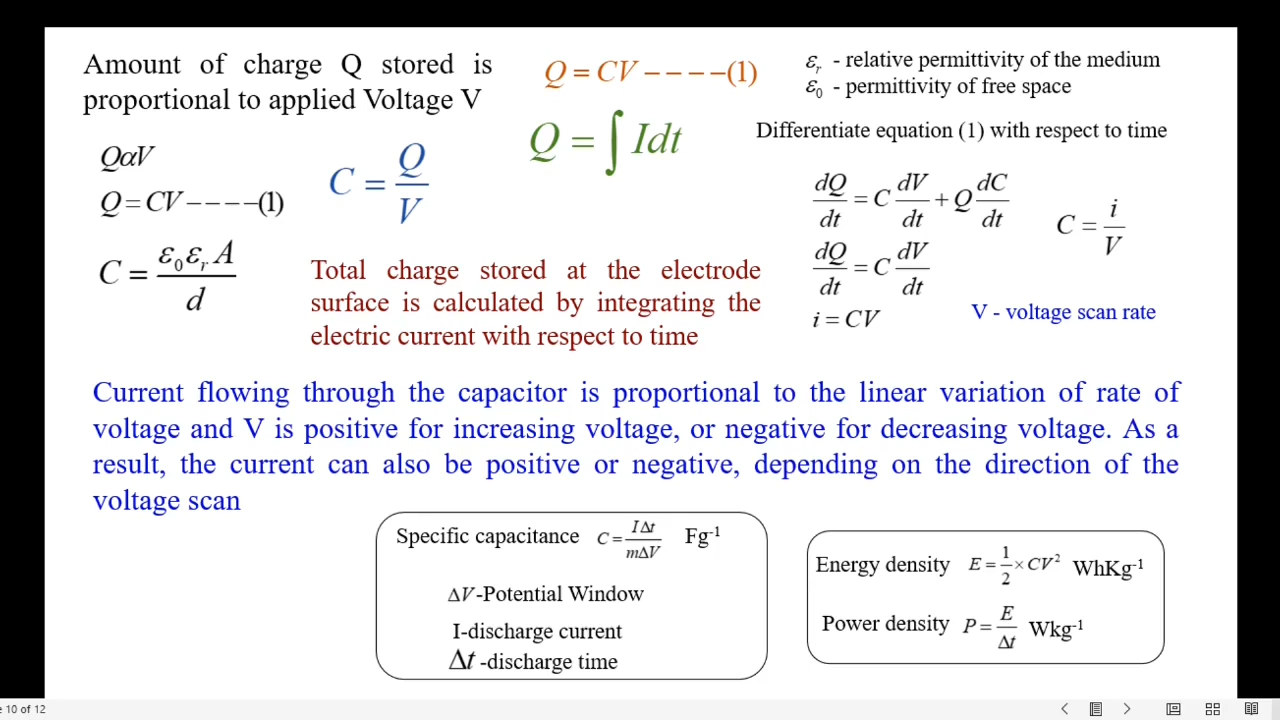 Amount of charge Q stored is
proportional to applied Voltage V
QαV
Q = CV −−−−(1)
C = ε₀εᵣA / d
C = Q / V
Q = CV −−−−(1)
Q = ∫ Idt
Total charge stored at the electrode
surface is calculated by integrating the
electric current with respect to time
εᵣ - relative permittivity of the medium
ε₀ - permittivity of free space
Differentiate equation (1) with respect to time
dQ/dt = C dV/dt + Q dC/dt
dQ/dt = C dV/dt
i = CV
C = i / V
V - voltage scan rate
Current flowing through the capacitor is proportional to the linear variation of rate of
voltage and V is positive for increasing voltage, or negative for decreasing voltage. As a
result, the current can also be positive or negative, depending on the direction of the
voltage scan
Specific capacitance C = IΔt / mΔV Fg⁻¹
ΔV-Potential Window
I-discharge current
Δt -discharge time
Energy density E = 1/2 × CV² WhKg⁻¹
Power density P = E / Δt Wkg⁻¹
e 10 of 12